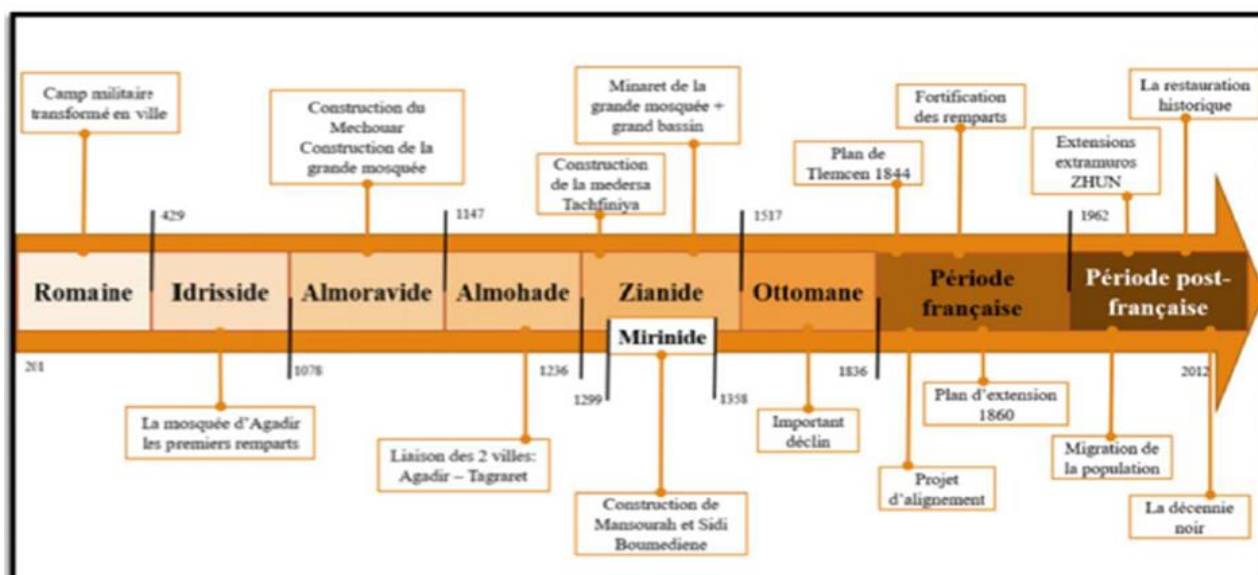 Camp militaire
transformé en ville
Construction du
Mechouar
Construction de la
grande mosquée
Construction
de la medersa
Tachfiniya
Minaret de la
grande mosquée +
grand bassin
Plan de
Tlemcen 1844
Fortification
des remparts
Extensions
extramuros
ZHUN
La restauration
historique
429
1147
1517
1962
Romaine
Idrisside
Almoravide
Almohade
Zianide
Mirinide
Ottomane
Période
française
Période post-
française
201
1078
1236
1299
1358
1836
2012
La mosquée d'Agadir
les premiers remparts
Liaison des 2 villes:
Agadir – Tagraret
Construction de
Mansourah et Sidi
Boumediene
Important
déclin
Projet
d'alignement
Plan d'extension
1860
Migration de
la population
La décennie
noir